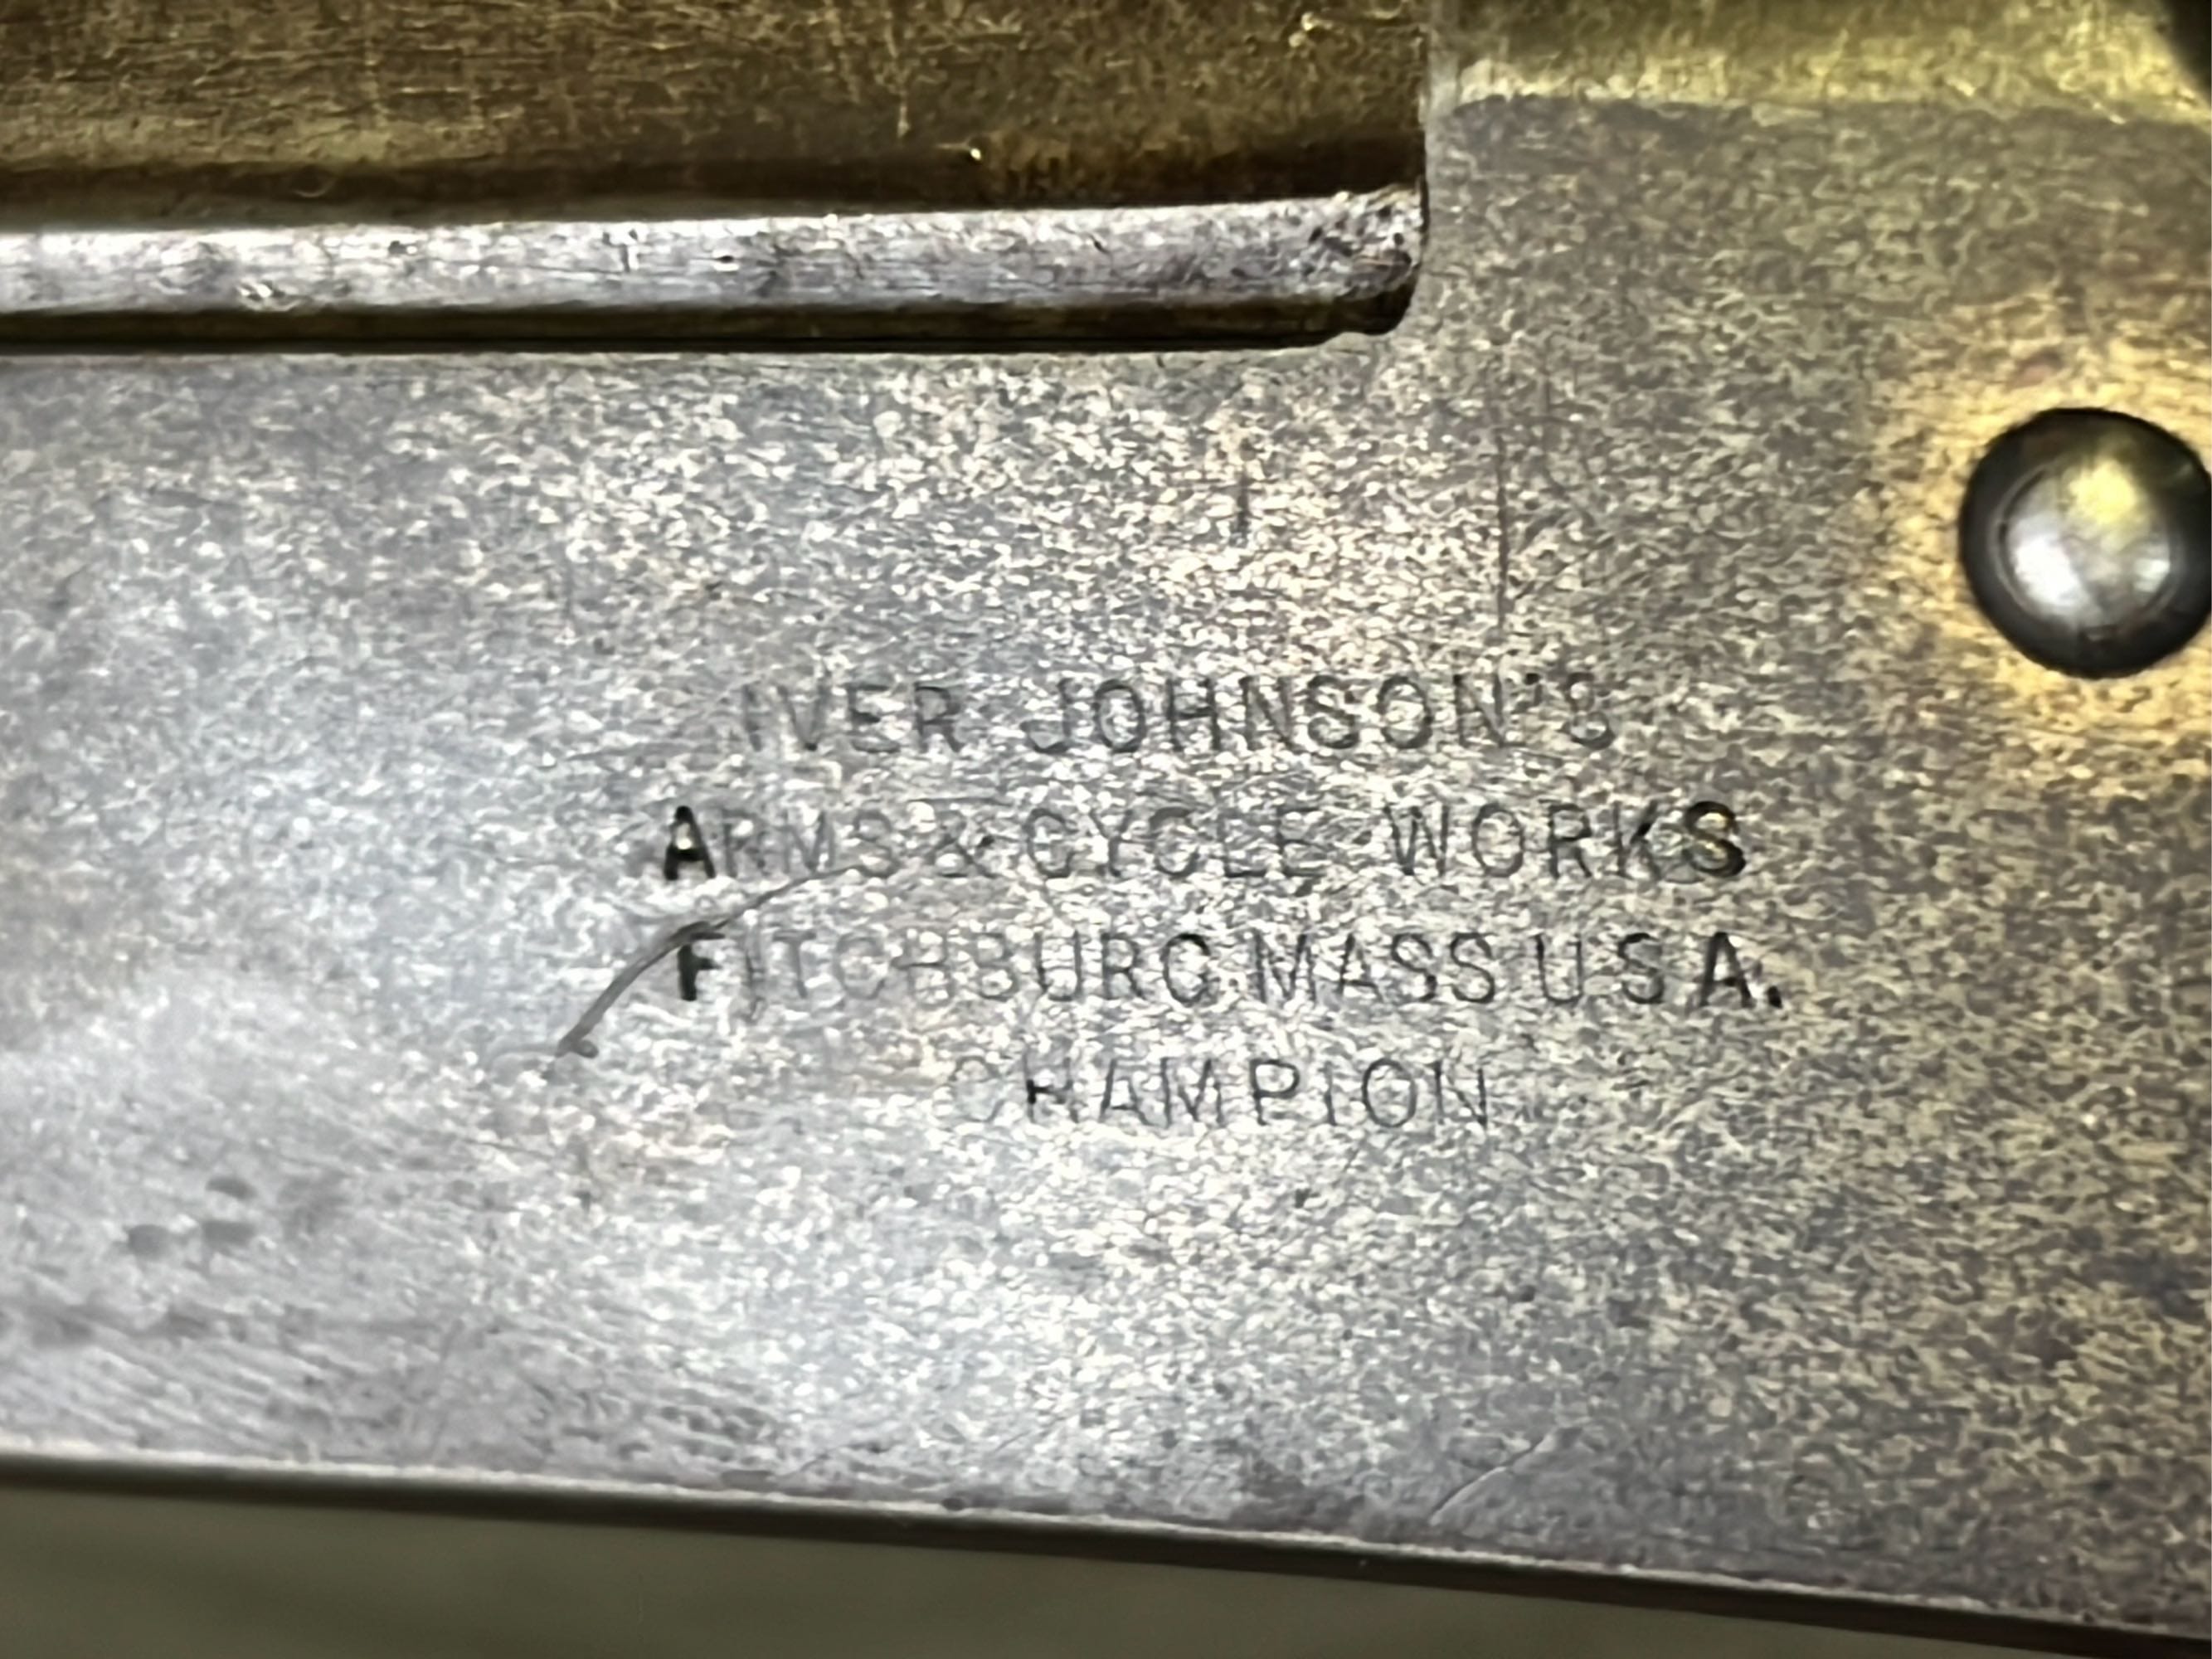 IVER JOHNSON'S
ARMS & CYCLE WORKS
FITCHBURG MASS U S A.
CHAMPION